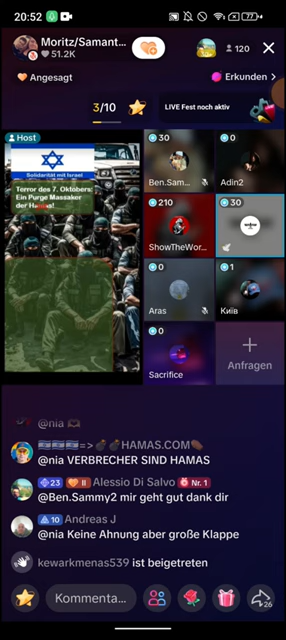 20:52
77
Moritz/Samant...
51.2K
120
Angesagt
Erkunden >
3/10
LIVE Fest noch aktiv
Host
Solidarität mit Israel
Terror des 7. Oktobers:
Ein Purge Massaker
der Hamas!
30
Ben.Sam...
0
Adin2
210
ShowTheWor...
30
0
Aras
1
Київ
0
Sacrifice
+
Anfragen
@nia
=> HAMAS.COM
@nia VERBRECHER SIND HAMAS
23 II Alessio Di Salvo Nr. 1
@Ben.Sammy2 mir geht gut dank dir
10 Andreas J
@nia Keine Ahnung aber große Klappe
kewarkmenas539 ist beigetreten
Kommenta...
26